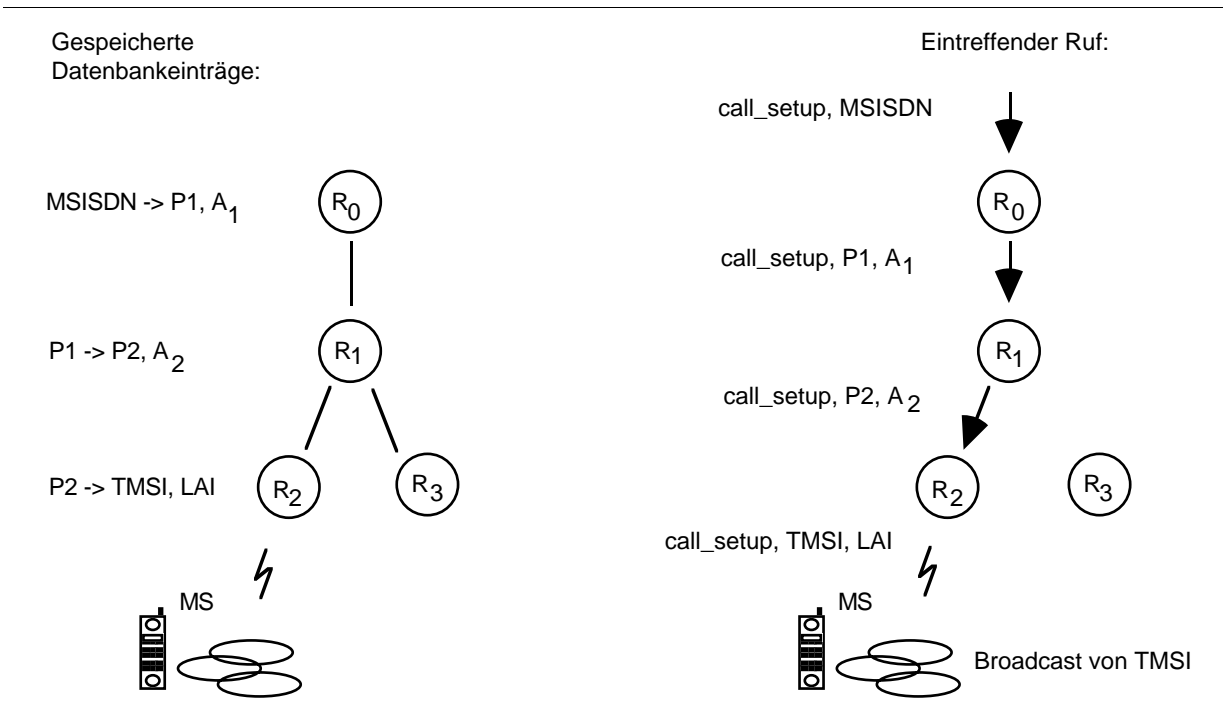 Gespeicherte
Datenbankeinträge:
MSISDN -> P1, A1
R0
P1 -> P2, A2
R1
P2 -> TMSI, LAI
R2
R3
MS
Eintreffender Ruf:
call_setup, MSISDN
R0
call_setup, P1, A1
R1
call_setup, P2, A2
R2
R3
call_setup, TMSI, LAI
MS
Broadcast von TMSI